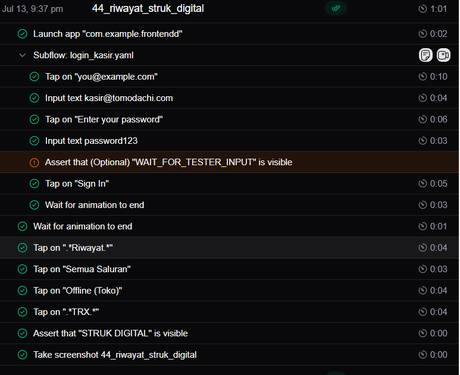 Jul 13, 9:37 pm 44_riwayat_struk_digital 1:01
Launch app "com.example.frontendd" 0:02
Subflow: login_kasir.yaml
Tap on "you@example.com" 0:10
Input text kasir@tomodachi.com 0:04
Tap on "Enter your password" 0:06
Input text password123 0:03
Assert that (Optional) "WAIT_FOR_TESTER_INPUT" is visible
Tap on "Sign In" 0:05
Wait for animation to end 0:03
Wait for animation to end 0:01
Tap on ".*Riwayat.*" 0:04
Tap on "Semua Saluran" 0:03
Tap on "Offline (Toko)" 0:04
Tap on ".*TRX.*" 0:04
Assert that "STRUK DIGITAL" is visible 0:00
Take screenshot 44_riwayat_struk_digital 0:00